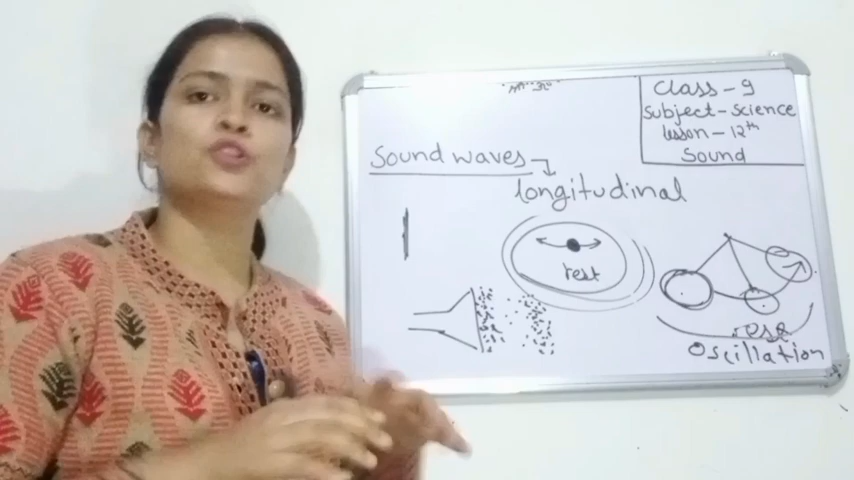 Class-9
Subject-Science
lesson-12th
Sound
Sound waves
longitudinal
rest
rest
Oscillation